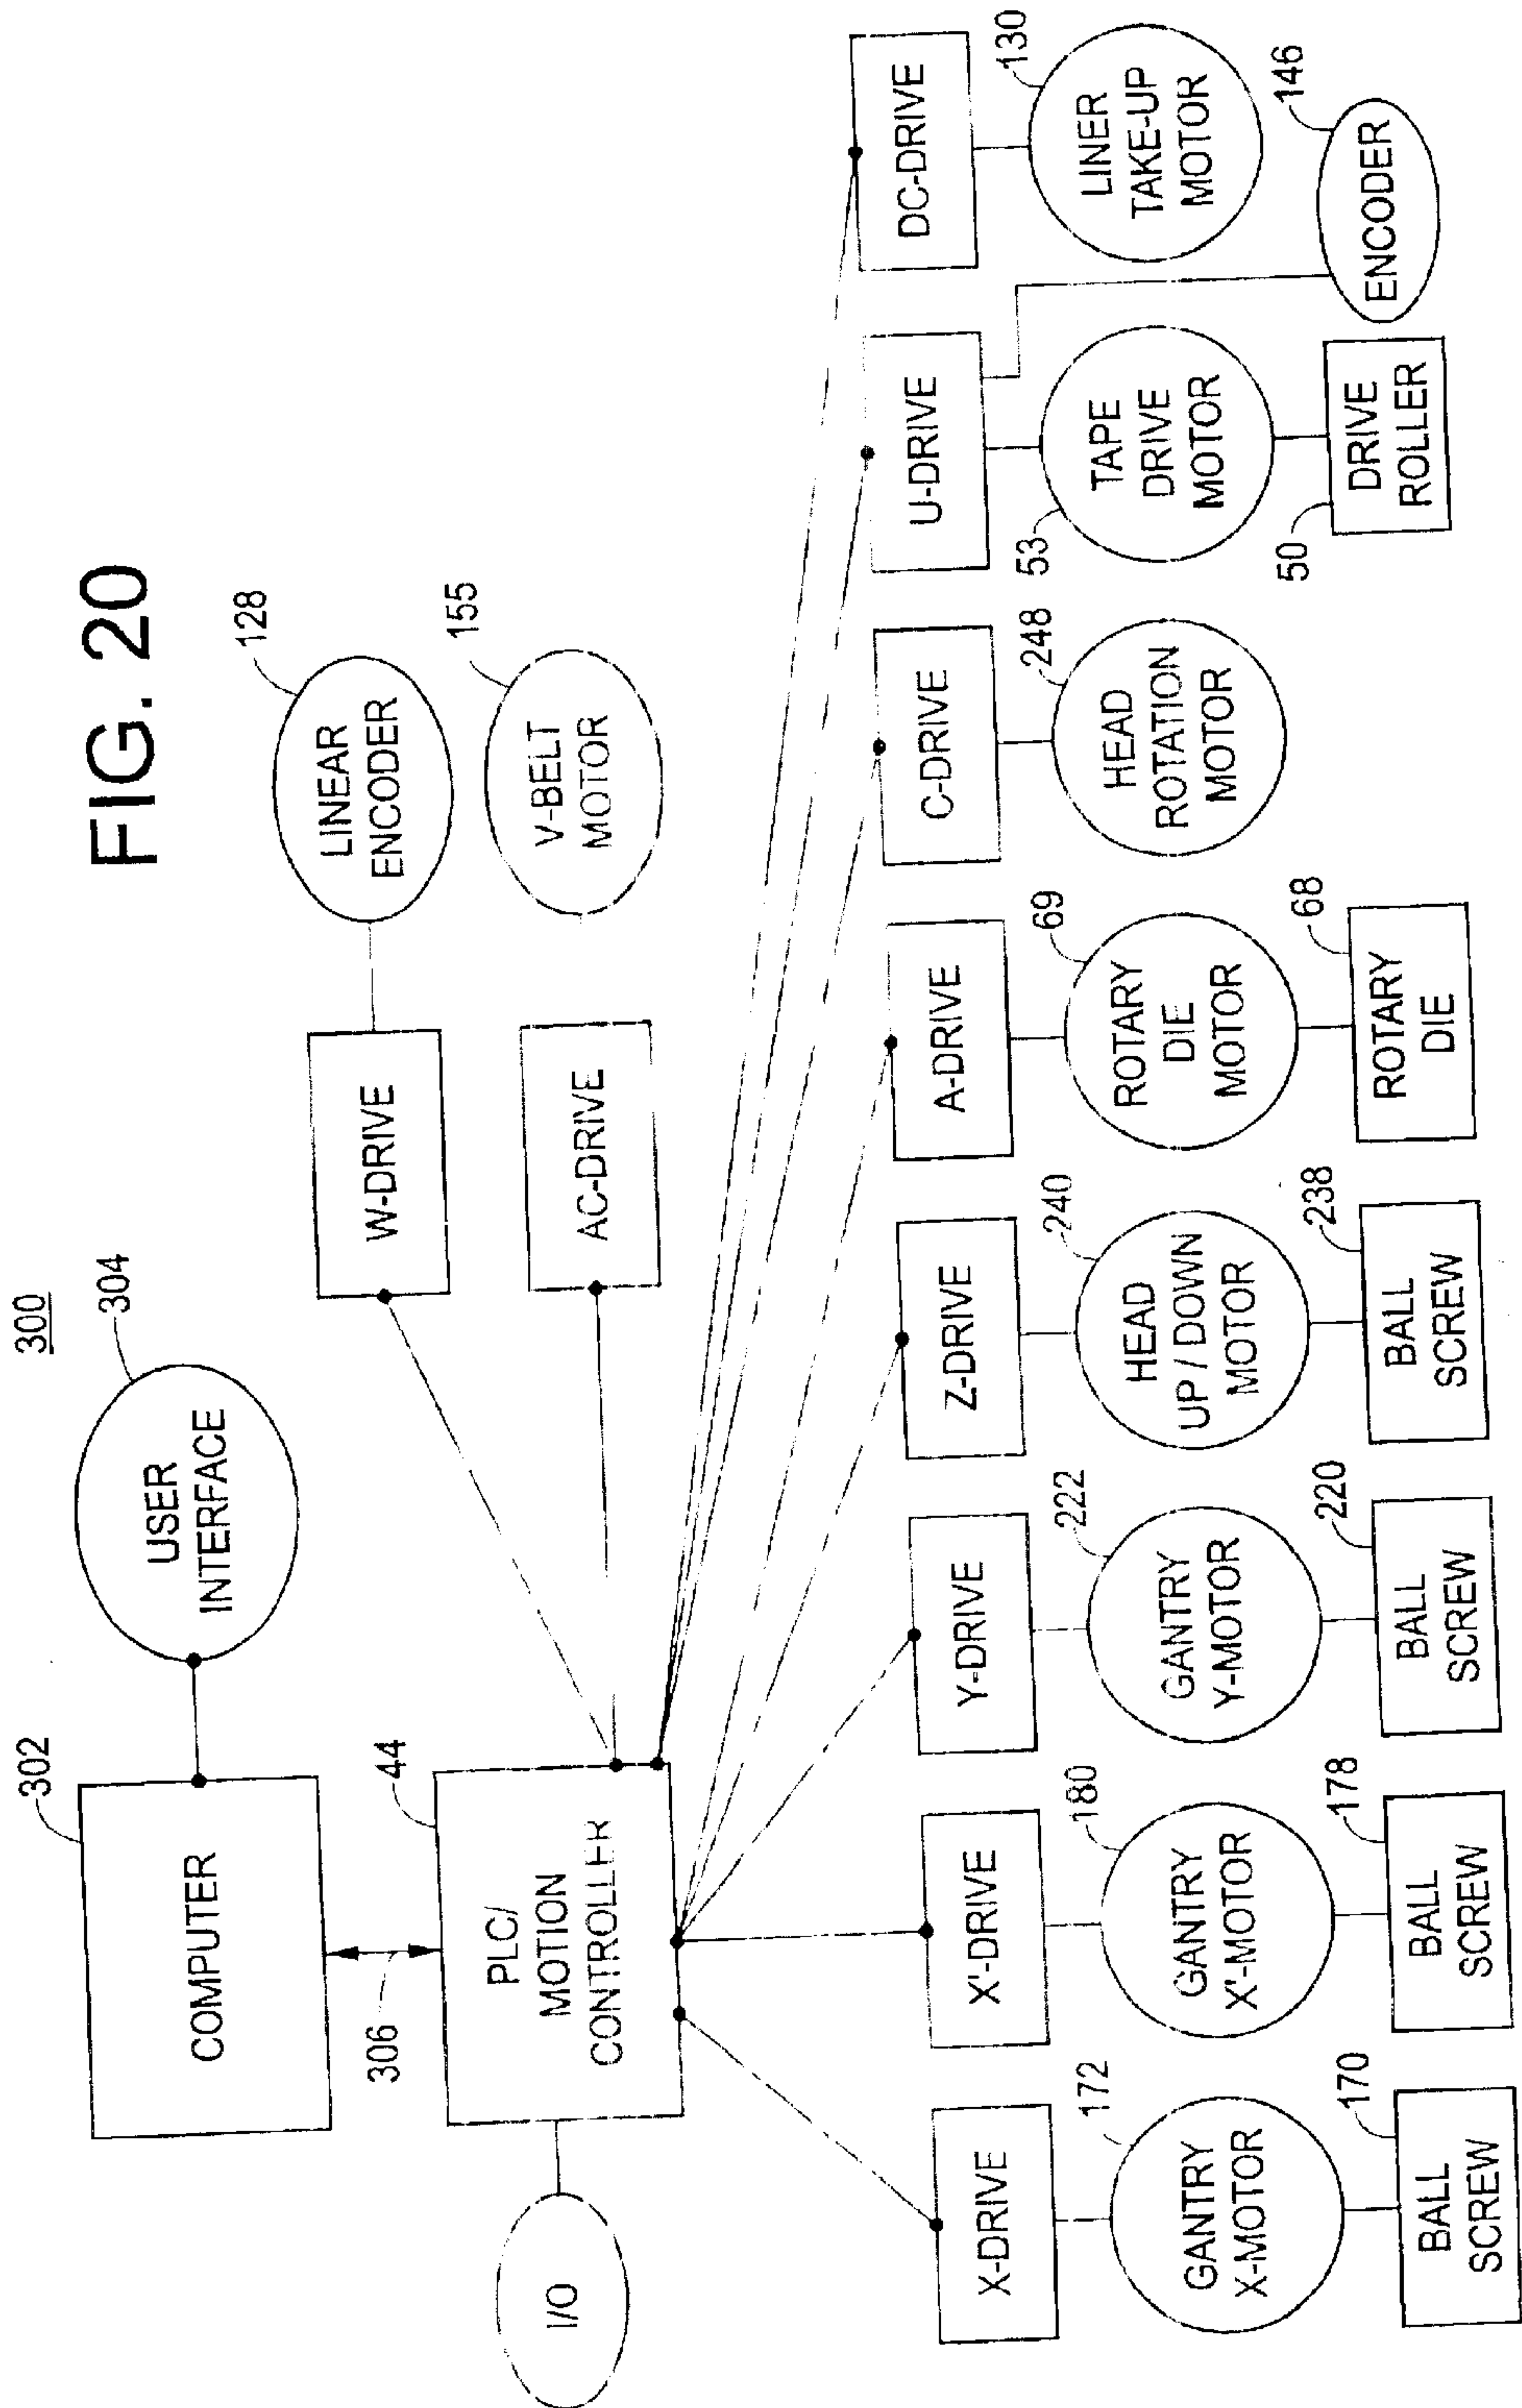 FIG. 20
300
302
COMPUTER
304
USER
INTERFACE
306
44
PLC/
MOTION
CONTROLLER
I/O
W-DRIVE
128
LINEAR
ENCODER
AC-DRIVE
155
V-BELT
MOTOR
X-DRIVE
X'-DRIVE
Y-DRIVE
Z-DRIVE
A-DRIVE
C-DRIVE
U-DRIVE
DC-DRIVE
172
GANTRY
X-MOTOR
180
GANTRY
X'-MOTOR
222
GANTRY
Y-MOTOR
240
HEAD
UP / DOWN
MOTOR
69
ROTARY
DIE
MOTOR
248
HEAD
ROTATION
MOTOR
53
TAPE
DRIVE
MOTOR
130
LINER
TAKE-UP
MOTOR
170
BALL
SCREW
178
BALL
SCREW
220
BALL
SCREW
238
BALL
SCREW
68
ROTARY
DIE
50
DRIVE
ROLLER
146
ENCODER